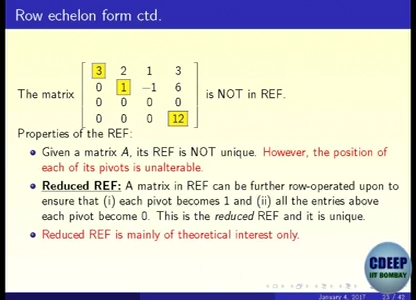 Row echelon form ctd.
3 2 1 3
0 1 −1 6
The matrix is NOT in REF.
0 0 0 0
0 0 0 12
Properties of the REF:
Given a matrix A, its REF is NOT unique. However, the position of
each of its pivots is unalterable.
Reduced REF: A matrix in REF can be further row-operated upon to
ensure that (i) each pivot becomes 1 and (ii) all the entries above
each pivot become 0. This is the reduced REF and it is unique.
Reduced REF is mainly of theoretical interest only.
CDEEP
IIT BOMBAY
January 4, 2017 23 / 43